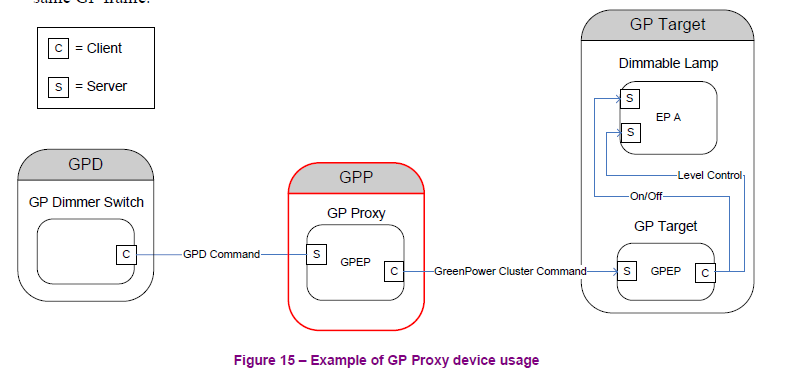 same GP frame.
C = Client
S = Server
GPD
GP Dimmer Switch
C
GPD Command
GPP
GP Proxy
S
GPEP
C
GreenPower Cluster Command
GP Target
Dimmable Lamp
S
EP A
S
Level Control
On/Off
GP Target
S
GPEP
C
Figure 15 – Example of GP Proxy device usage